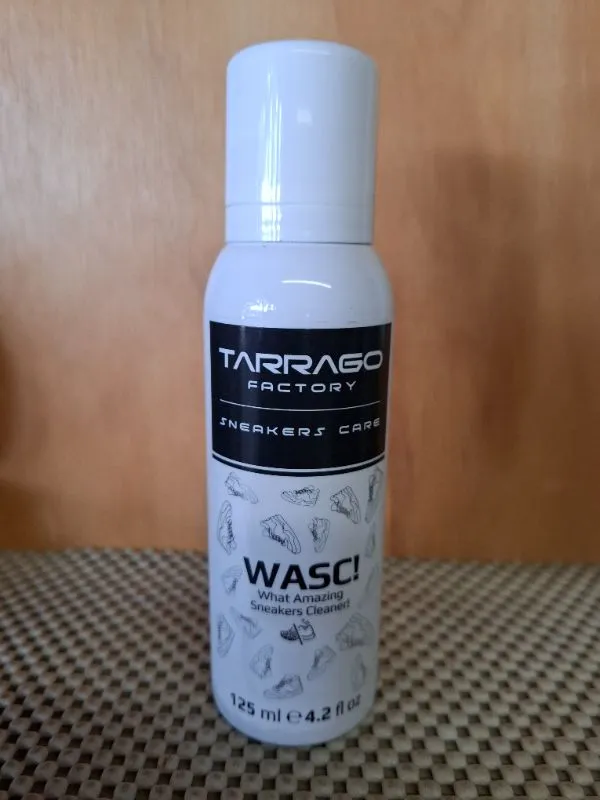 TARRAGO
FACTORY
SNEAKERS CARE
WASC!
What Amazing
Sneakers Cleaned
125 ml ℮ 4.2 fl oz